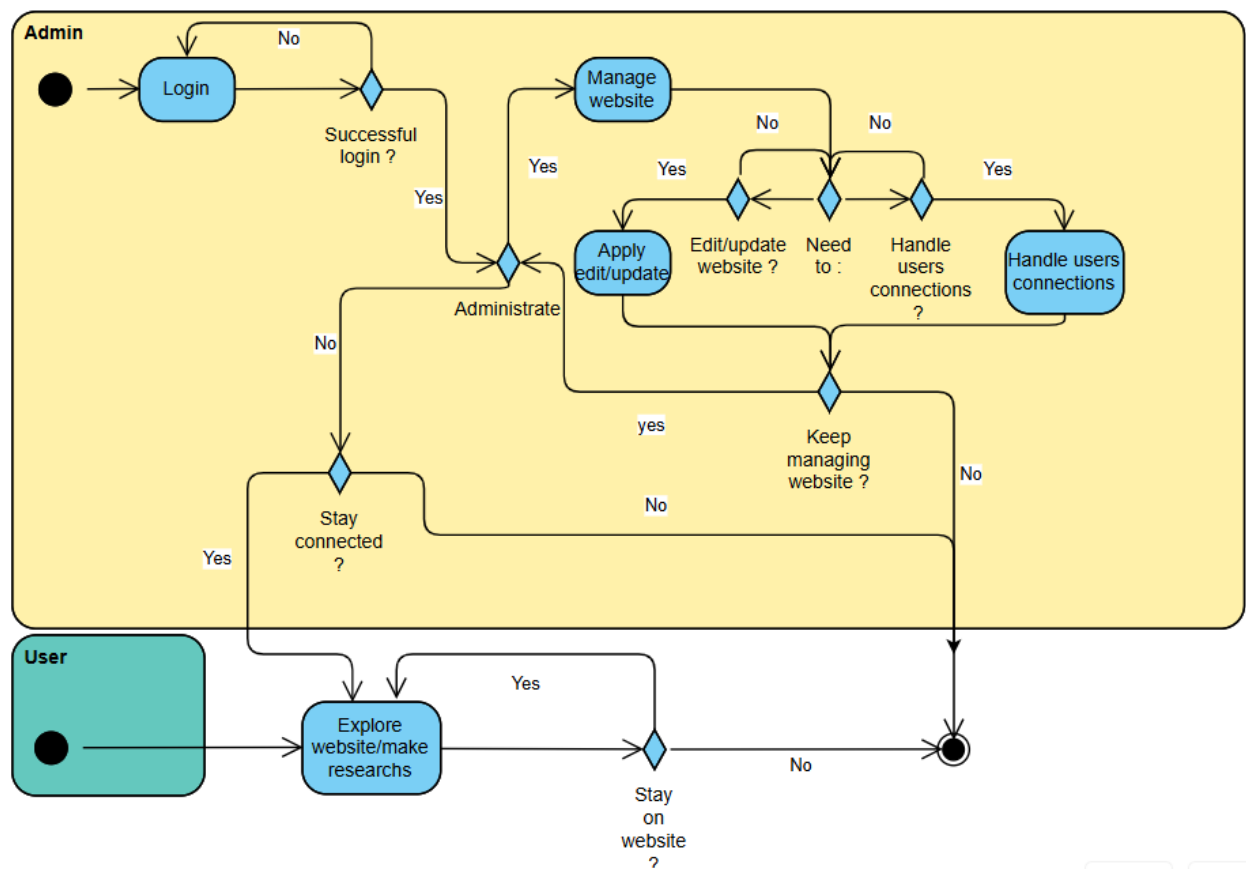 Admin
No
Login
Successful
login ?
Yes
Manage
website
Yes
No
No
Yes
Yes
Edit/update
website ?
Need
to :
Handle
users
connections
?
Apply
edit/update
Handle users
connections
Administrate
No
yes
Keep
managing
website ?
No
Stay
connected
?
No
Yes
User
Explore
website/make
researchs
Yes
No
Stay
on
website
?